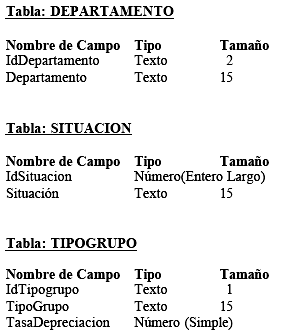 Tabla: DEPARTAMENTO
Nombre de Campo Tipo Tamaño
IdDepartamento Texto 2
Departamento Texto 15
Tabla: SITUACION
Nombre de Campo Tipo Tamaño
IdSituacion Número(Entero Largo)
Situación Texto 15
Tabla: TIPOGRUPO
Nombre de Campo Tipo Tamaño
IdTipogrupo Texto 1
TipoGrupo Texto 15
TasaDepreciacion Número (Simple)